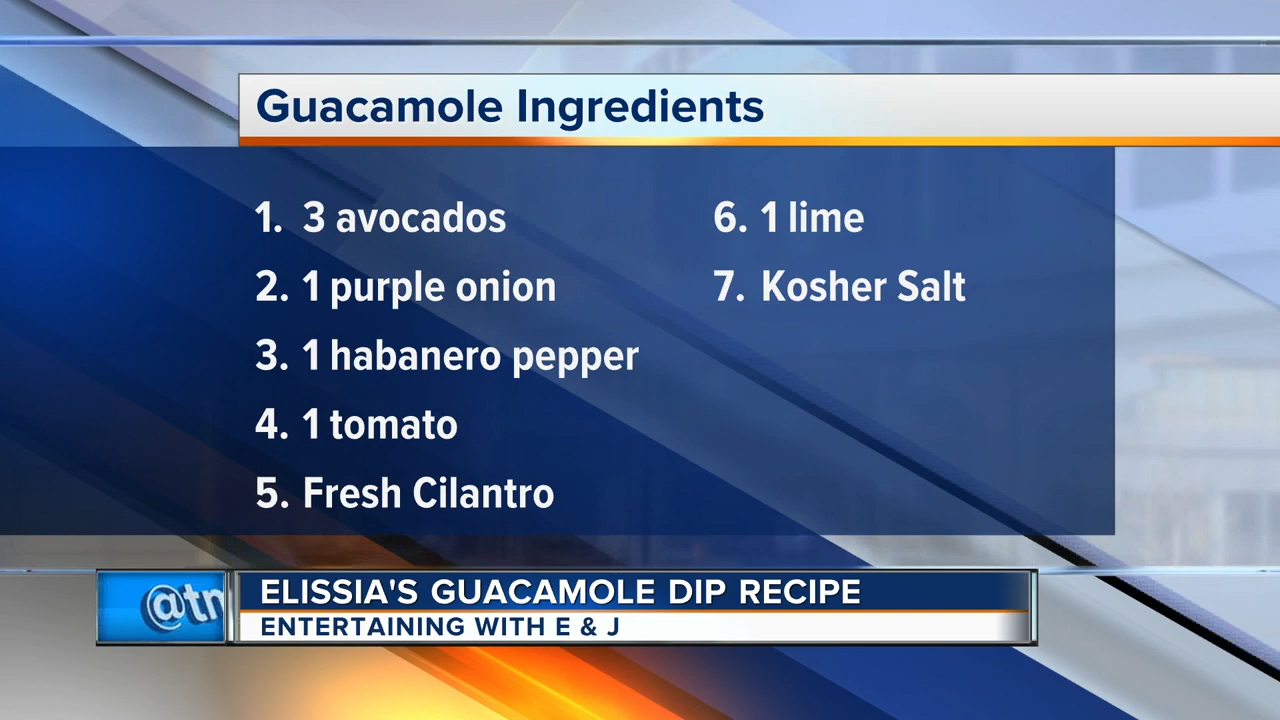 Guacamole Ingredients
1. 3 avocados
2. 1 purple onion
3. 1 habanero pepper
4. 1 tomato
5. Fresh Cilantro
6. 1 lime
7. Kosher Salt
@tm
ELISSIA'S GUACAMOLE DIP RECIPE
ENTERTAINING WITH E & J